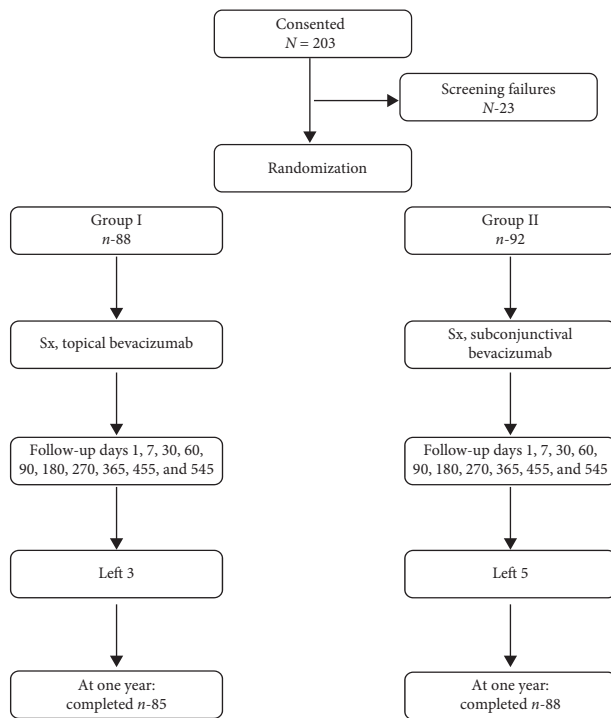 Consented
N = 203
Screening failures
N-23
Randomization
Group I
n-88
Group II
n-92
Sx, topical bevacizumab
Sx, subconjunctival
bevacizumab
Follow-up days 1, 7, 30, 60,
90, 180, 270, 365, 455, and 545
Follow-up days 1, 7, 30, 60,
90, 180, 270, 365, 455, and 545
Left 3
Left 5
At one year:
completed n-85
At one year:
completed n-88